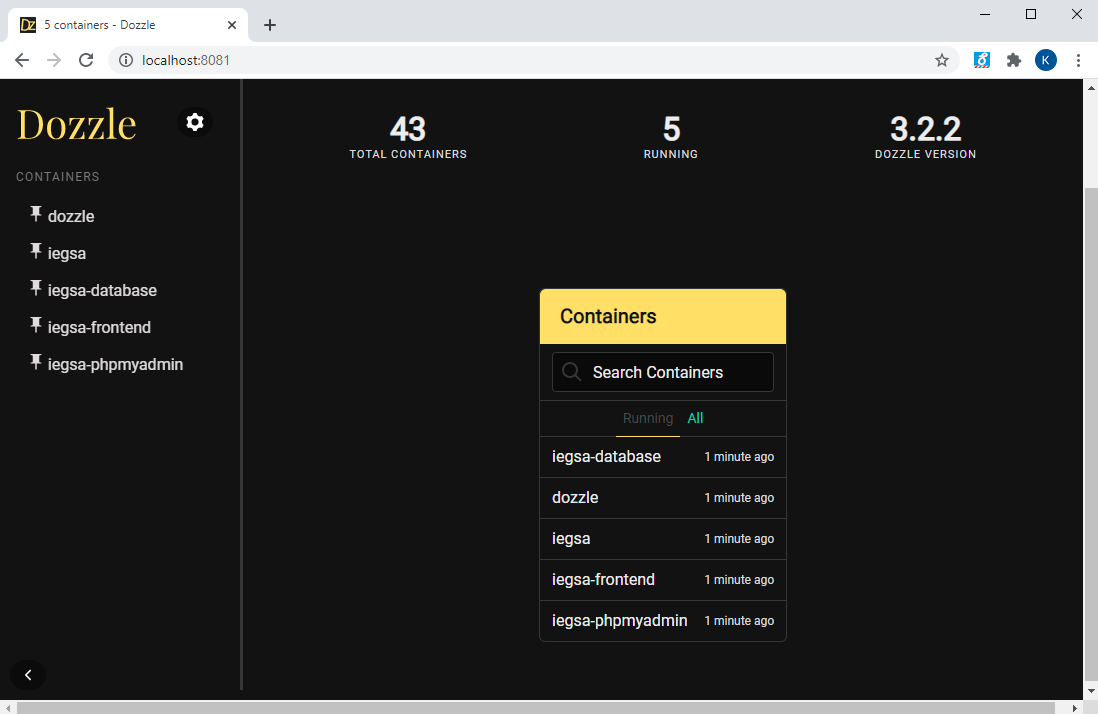 DZ 5 containers - Dozzle
localhost:8081
K
Dozzle
CONTAINERS
dozzle
iegsa
iegsa-database
iegsa-frontend
iegsa-phpmyadmin
43
TOTAL CONTAINERS
5
RUNNING
3.2.2
DOZZLE VERSION
Containers
Search Containers
Running All
iegsa-database 1 minute ago
dozzle 1 minute ago
iegsa 1 minute ago
iegsa-frontend 1 minute ago
iegsa-phpmyadmin 1 minute ago